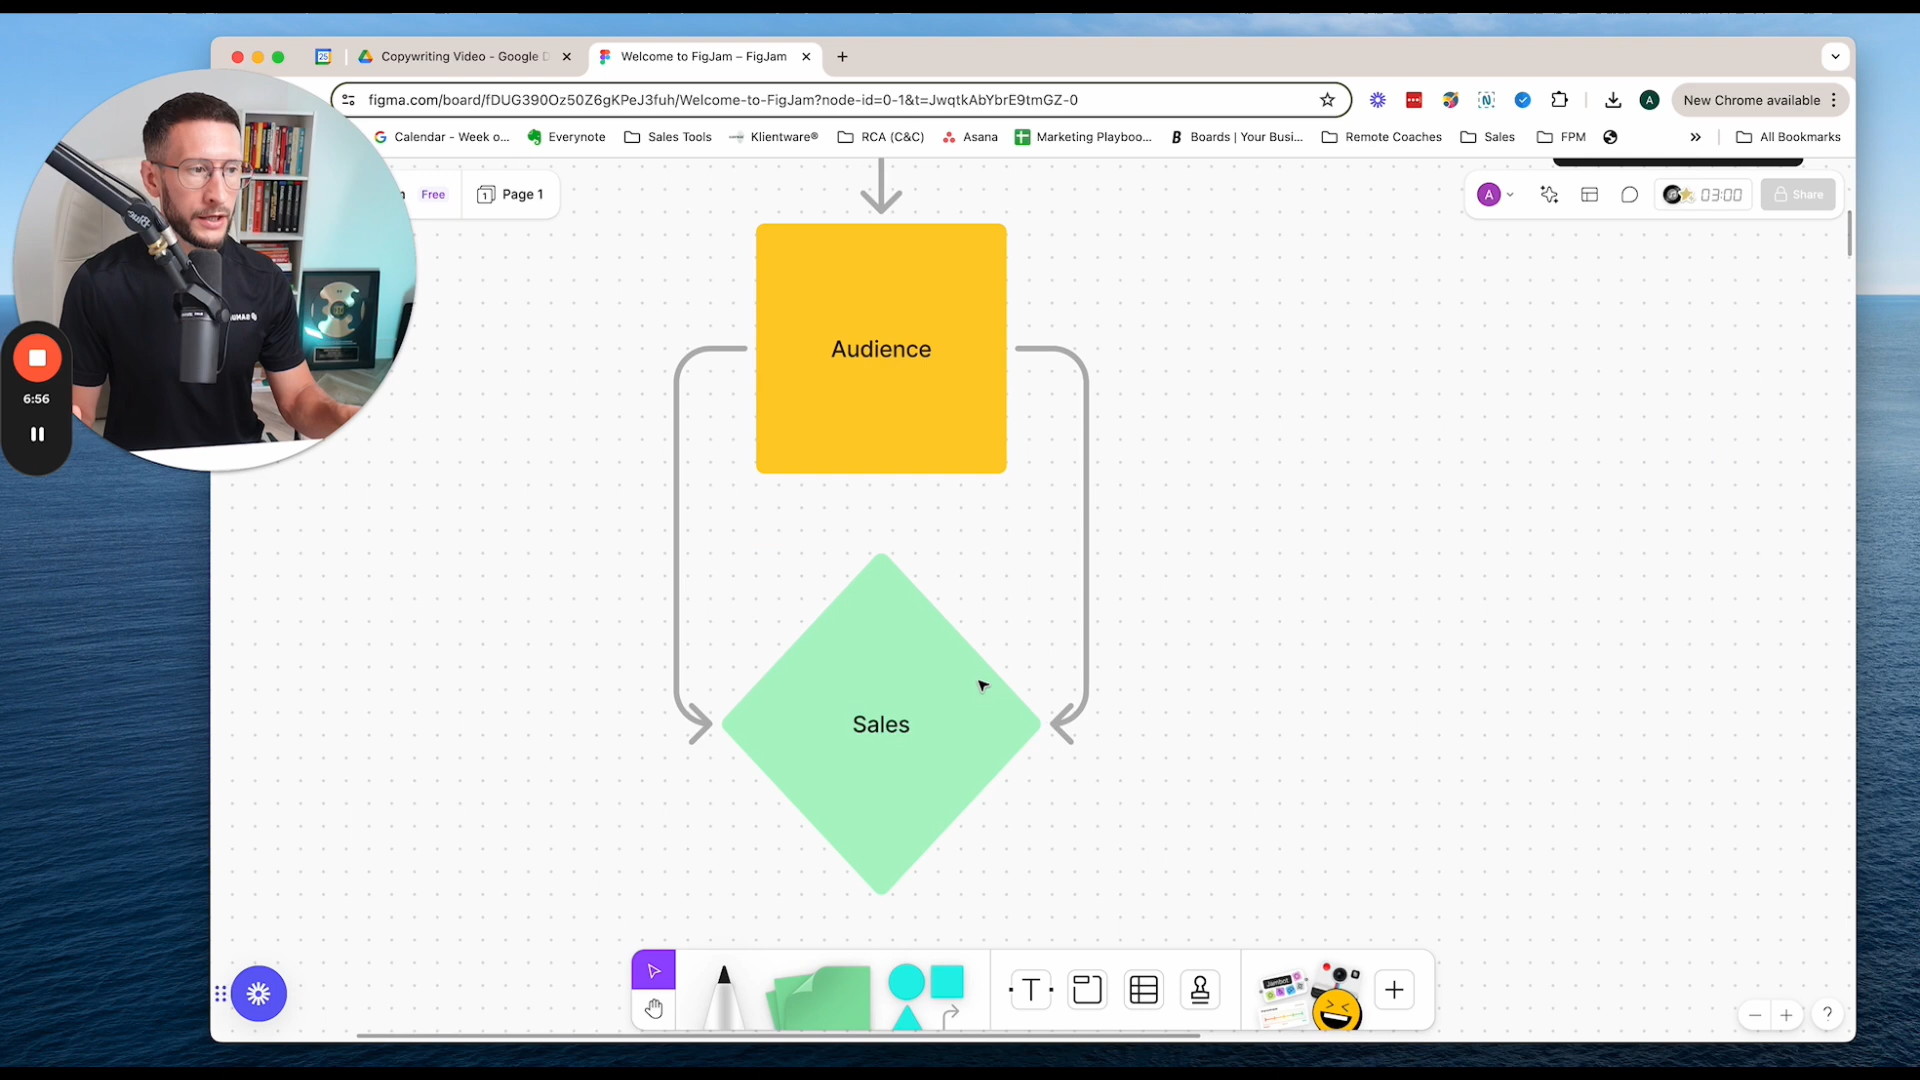 Copywriting Video - Google D
Welcome to FigJam – FigJam
figma.com/board/fDUG390Oz50Z6gKPeJ3fuh/Welcome-to-FigJam?node-id=0-1&t=JwqtkAbYbrE9tmGZ-0
A
New Chrome available
Calendar - Week o...
Everynote
Sales Tools
Klientware®
RCA (C&C)
Asana
Marketing Playboo...
Boards | Your Busi...
Remote Coaches
Sales
FPM
All Bookmarks
Free
Page 1
A
03:00
Share
Audience
6:56
Sales
T
Jambot
?